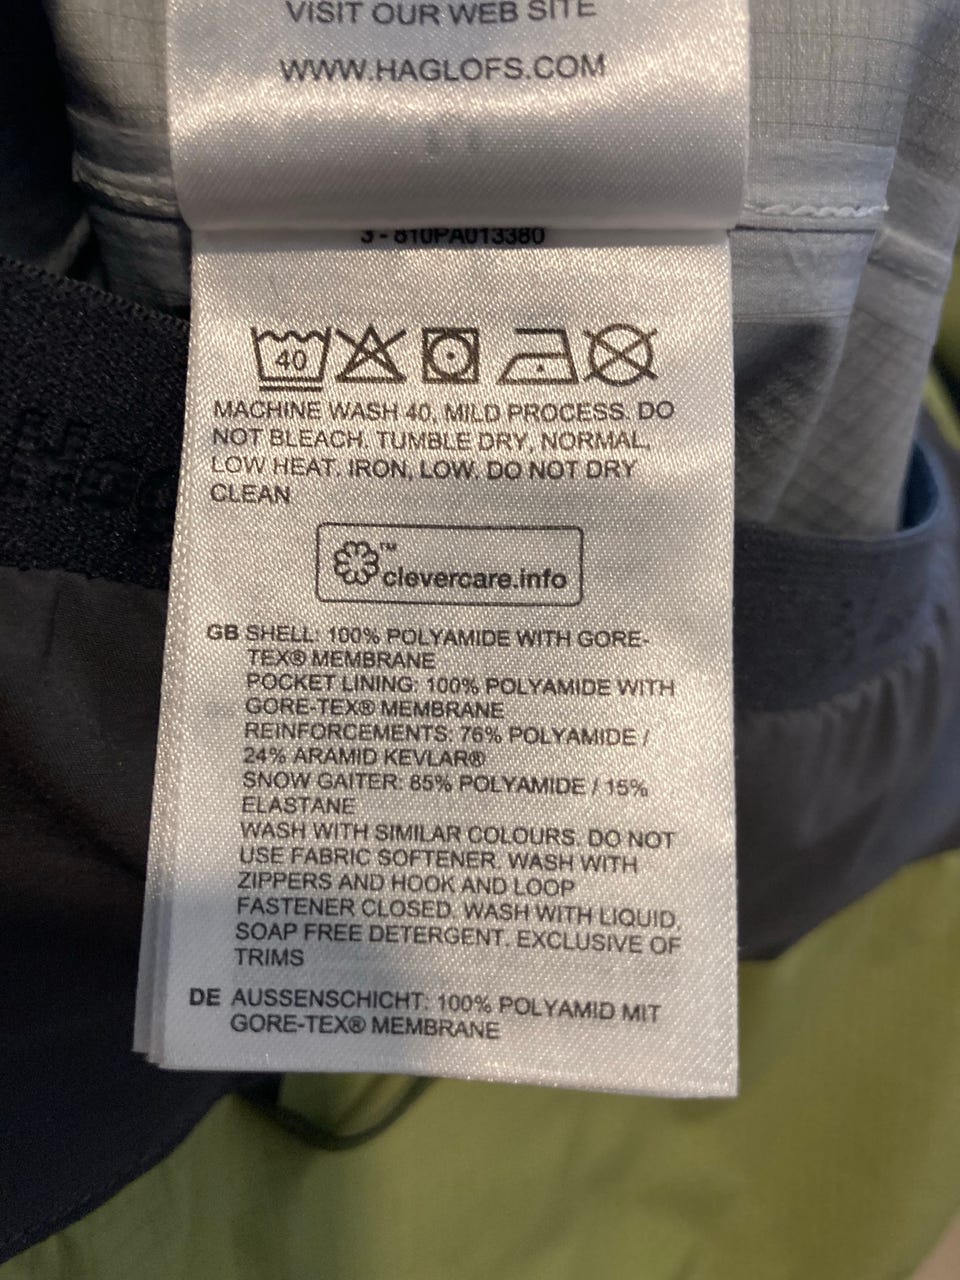 VISIT OUR WEB SITE
WWW.HAGLOFS.COM
3 - 810PA013380
40
MACHINE WASH 40, MILD PROCESS. DO
NOT BLEACH. TUMBLE DRY, NORMAL,
LOW HEAT. IRON, LOW. DO NOT DRY
CLEAN
™
clevercare.info
GB SHELL: 100% POLYAMIDE WITH GORE-
TEX® MEMBRANE
POCKET LINING: 100% POLYAMIDE WITH
GORE-TEX® MEMBRANE
REINFORCEMENTS: 76% POLYAMIDE /
24% ARAMID KEVLAR®
SNOW GAITER: 85% POLYAMIDE / 15%
ELASTANE
WASH WITH SIMILAR COLOURS. DO NOT
USE FABRIC SOFTENER. WASH WITH
ZIPPERS AND HOOK AND LOOP
FASTENER CLOSED. WASH WITH LIQUID,
SOAP FREE DETERGENT. EXCLUSIVE OF
TRIMS
DE AUSSENSCHICHT: 100% POLYAMID MIT
GORE-TEX® MEMBRANE